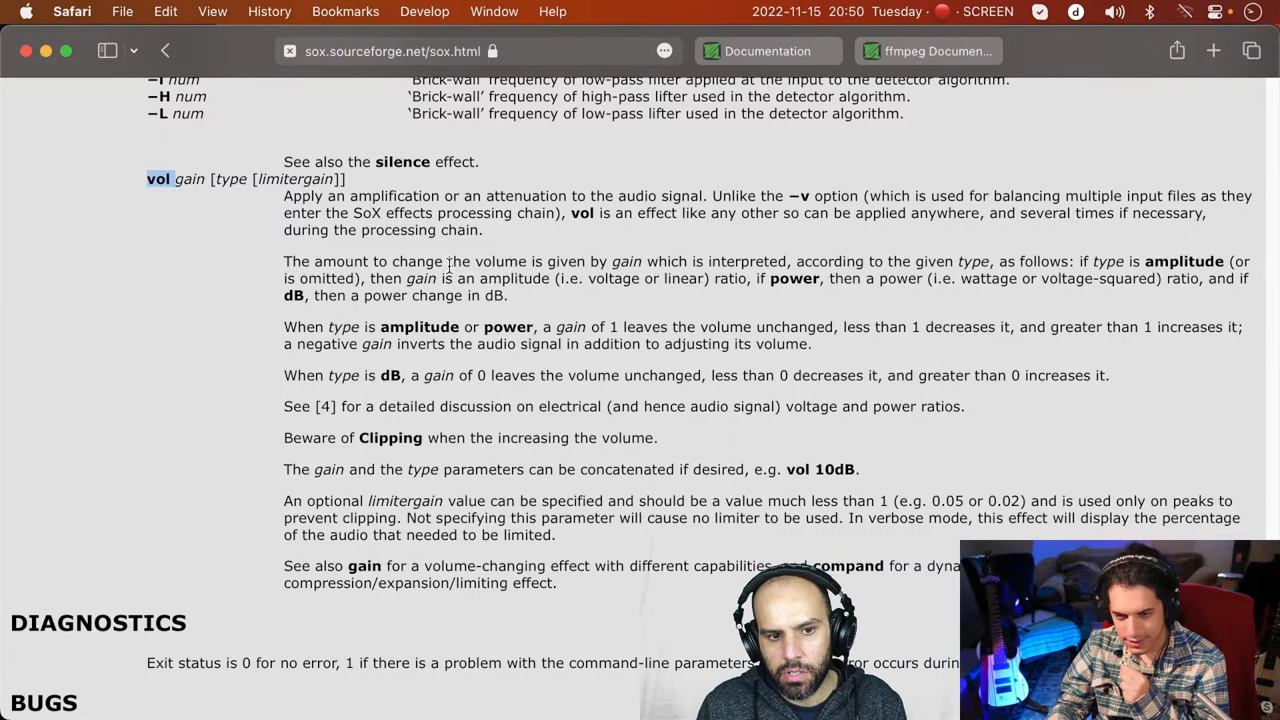 Safari File Edit View History Bookmarks Develop Window Help 2022-11-15 20:50 Tuesday SCREEN d
sox.sourceforge.net/sox.html Documentation ffmpeg Documen...
num 'Brick-wall' frequency of low-pass filter applied at the input to the detector algorithm.
−H num 'Brick-wall' frequency of high-pass lifter used in the detector algorithm.
−L num 'Brick-wall' frequency of low-pass lifter used in the detector algorithm.
See also the silence effect.
vol gain [type [limitergain]]
Apply an amplification or an attenuation to the audio signal. Unlike the −v option (which is used for balancing multiple input files as they
enter the SoX effects processing chain), vol is an effect like any other so can be applied anywhere, and several times if necessary,
during the processing chain.
The amount to change the volume is given by gain which is interpreted, according to the given type, as follows: if type is amplitude (or
is omitted), then gain is an amplitude (i.e. voltage or linear) ratio, if power, then a power (i.e. wattage or voltage-squared) ratio, and if
dB, then a power change in dB.
When type is amplitude or power, a gain of 1 leaves the volume unchanged, less than 1 decreases it, and greater than 1 increases it;
a negative gain inverts the audio signal in addition to adjusting its volume.
When type is dB, a gain of 0 leaves the volume unchanged, less than 0 decreases it, and greater than 0 increases it.
See [4] for a detailed discussion on electrical (and hence audio signal) voltage and power ratios.
Beware of Clipping when the increasing the volume.
The gain and the type parameters can be concatenated if desired, e.g. vol 10dB.
An optional limitergain value can be specified and should be a value much less than 1 (e.g. 0.05 or 0.02) and is used only on peaks to
prevent clipping. Not specifying this parameter will cause no limiter to be used. In verbose mode, this effect will display the percentage
of the audio that needed to be limited.
See also gain for a volume-changing effect with different capabilities, compand for a
compression/expansion/limiting effect.
DIAGNOSTICS
Exit status is 0 for no error, 1 if there is a problem with the command-line parameters occurs
BUGS